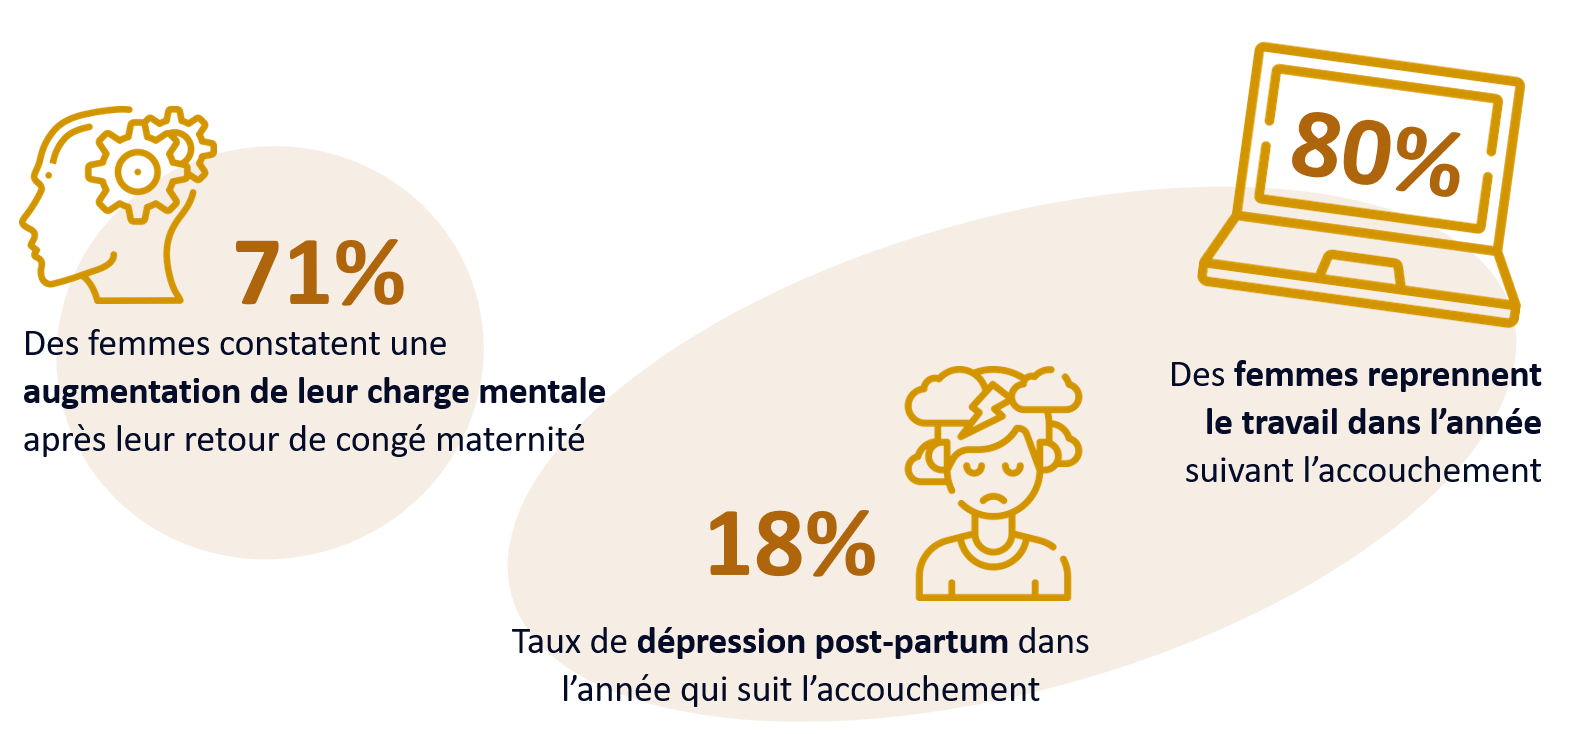 71%
Des femmes constatent une
augmentation de leur charge mentale
après leur retour de congé maternité
18%
Taux de dépression post-partum dans
l’année qui suit l’accouchement
80%
Des femmes reprennent
le travail dans l’année
suivant l’accouchement